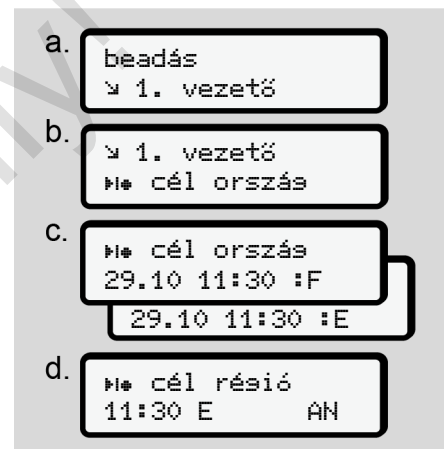 a.
beadás
↘ 1. vezető
b.
↘ 1. vezető
cél ország
c.
cél ország
29.10 11:30 :F
29.10 11:30 :E
d.
cél régió
11:30 E AN